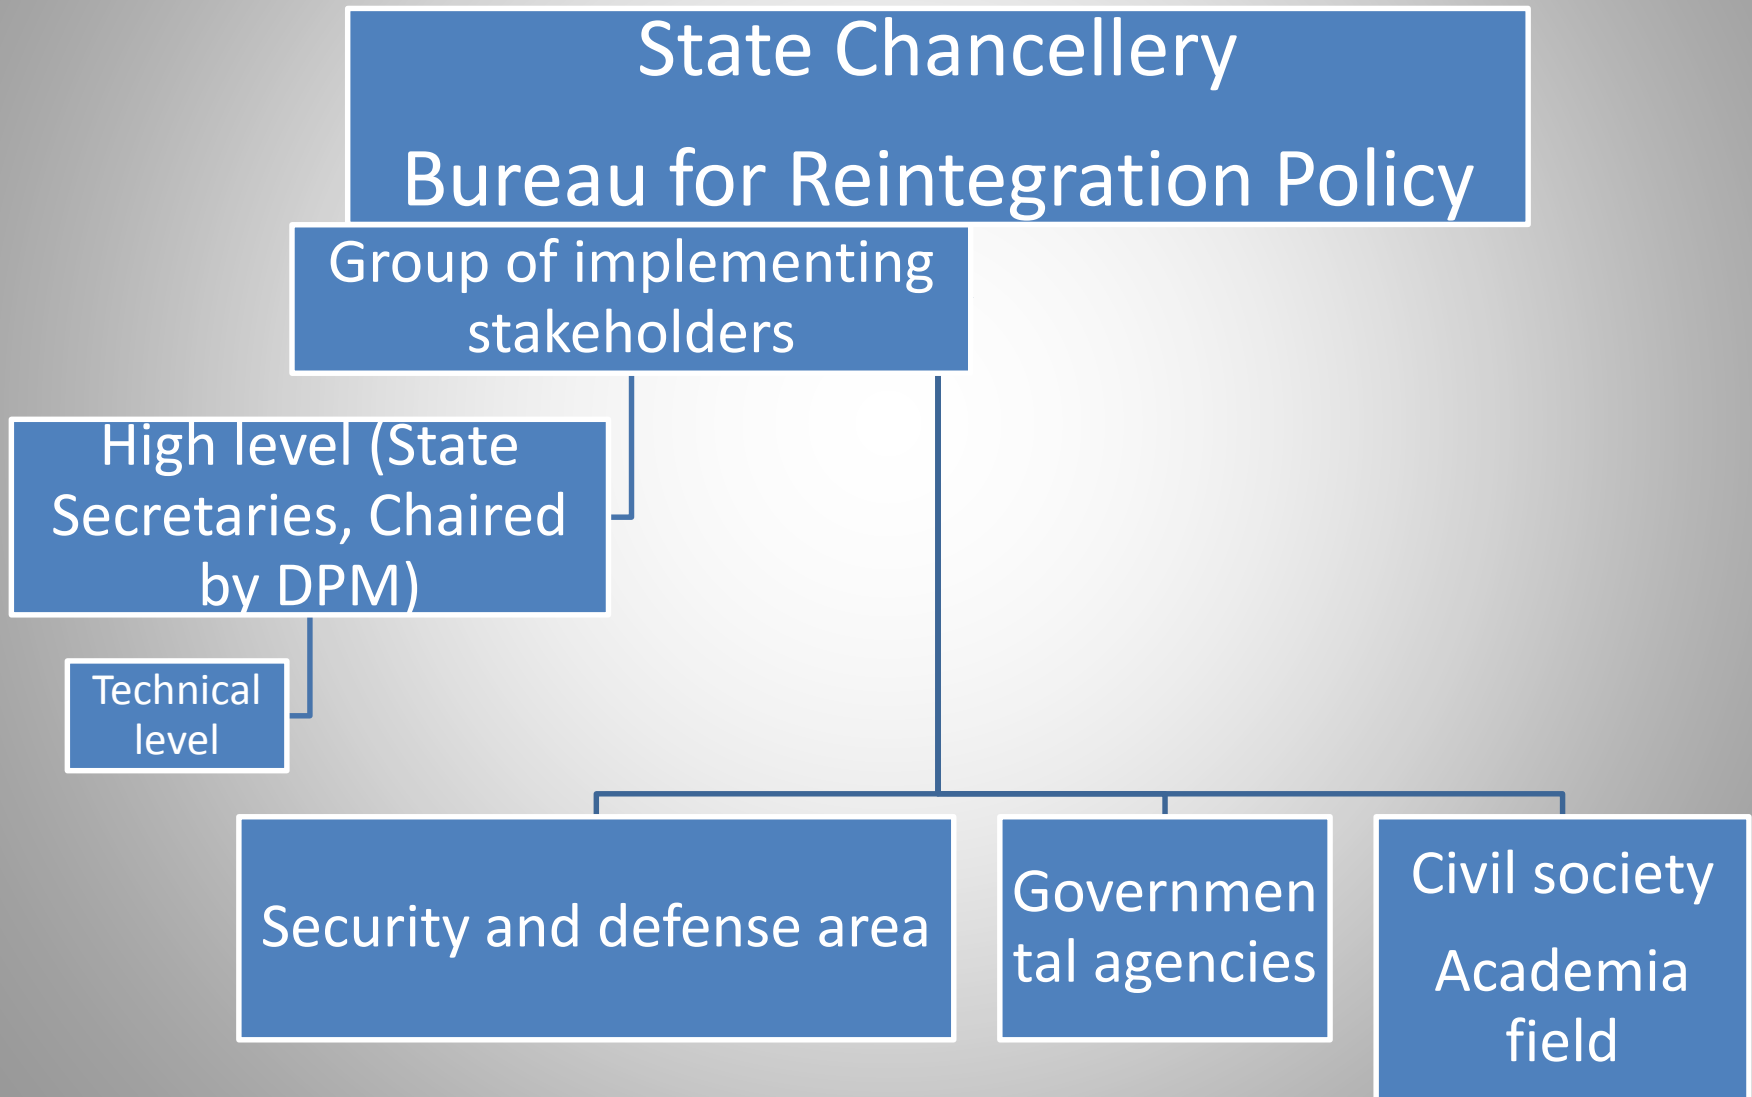 State Chancellery
Bureau for Reintegration Policy
Group of implementing
stakeholders
High level (State
Secretaries, Chaired
by DPM)
Technical
level
Security and defense area
Governmen
tal agencies
Civil society
Academia
field